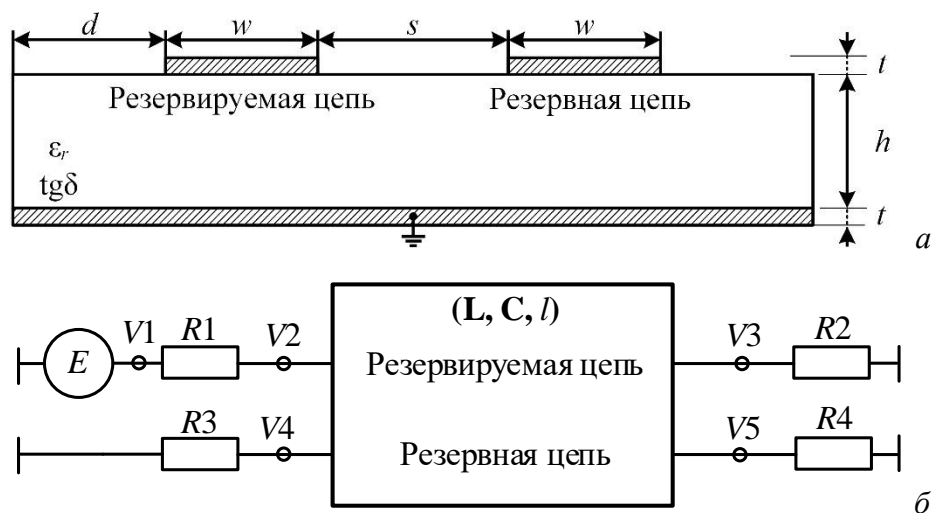 d w s w t
Резервируемая цепь Резервная цепь
h
εr
tgδ
t
а
(L, C, l)
V1 R1 V2 V3 R2
E Резервируемая цепь
R3 V4 V5 R4
Резервная цепь
б